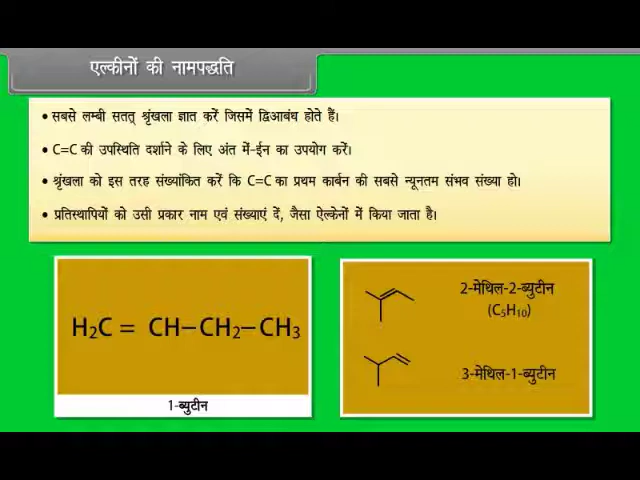 एल्कीनों की नामपद्धति
• सबसे लम्बी सतत् श्रृंखला ज्ञात करें जिसमें द्विआबंध होते हैं।
• C=C की उपस्थिति दर्शाने के लिए अंत में-ईन का उपयोग करें।
• श्रृंखला को इस तरह संख्यांकित करें कि C=C का प्रथम कार्बन की सबसे न्यूनतम संभव संख्या हो।
• प्रतिस्थापियों को उसी प्रकार नाम एवं संख्याएं दें, जैसा ऐल्केनों में किया जाता है।
H₂C = CH–CH₂–CH₃
1-ब्युटीन
2-मेथिल-2-ब्युटीन
(C₅H₁₀)
3-मेथिल-1-ब्युटीन